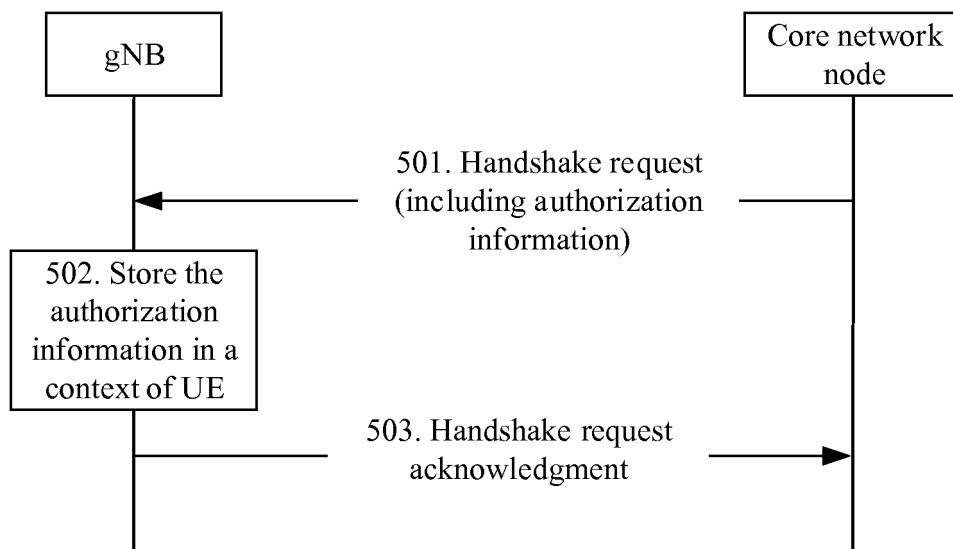 gNB
Core network
node
501. Handshake request
(including authorization
information)
502. Store the
authorization
information in a
context of UE
503. Handshake request
acknowledgment